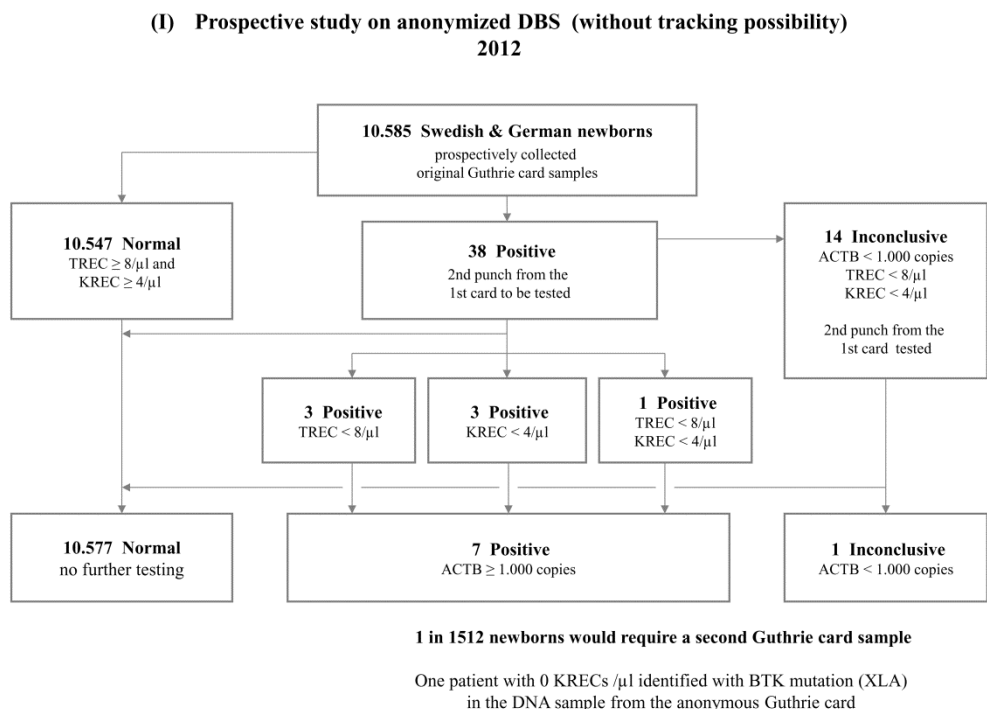 (I) Prospective study on anonymized DBS (without tracking possibility)
2012
10.585 Swedish & German newborns
prospectively collected
original Guthrie card samples
10.547 Normal
TREC ≥ 8/µl and
KREC ≥ 4/µl
38 Positive
2nd punch from the
1st card to be tested
14 Inconclusive
ACTB < 1.000 copies
TREC < 8/µl
KREC < 4/µl
2nd punch from the
1st card tested
3 Positive
TREC < 8/µl
3 Positive
KREC < 4/µl
1 Positive
TREC < 8/µl
KREC < 4/µl
10.577 Normal
no further testing
7 Positive
ACTB ≥ 1.000 copies
1 Inconclusive
ACTB < 1.000 copies
1 in 1512 newborns would require a second Guthrie card sample
One patient with 0 KRECs /µl identified with BTK mutation (XLA)
in the DNA sample from the anonymous Guthrie card